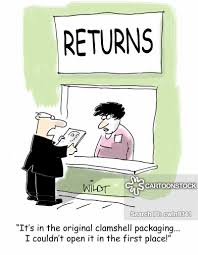 RETURNS
WILDT
CARTOONSTOCK
.com
"It's in the original clamshell packaging...
I couldn't open it in the first place!"